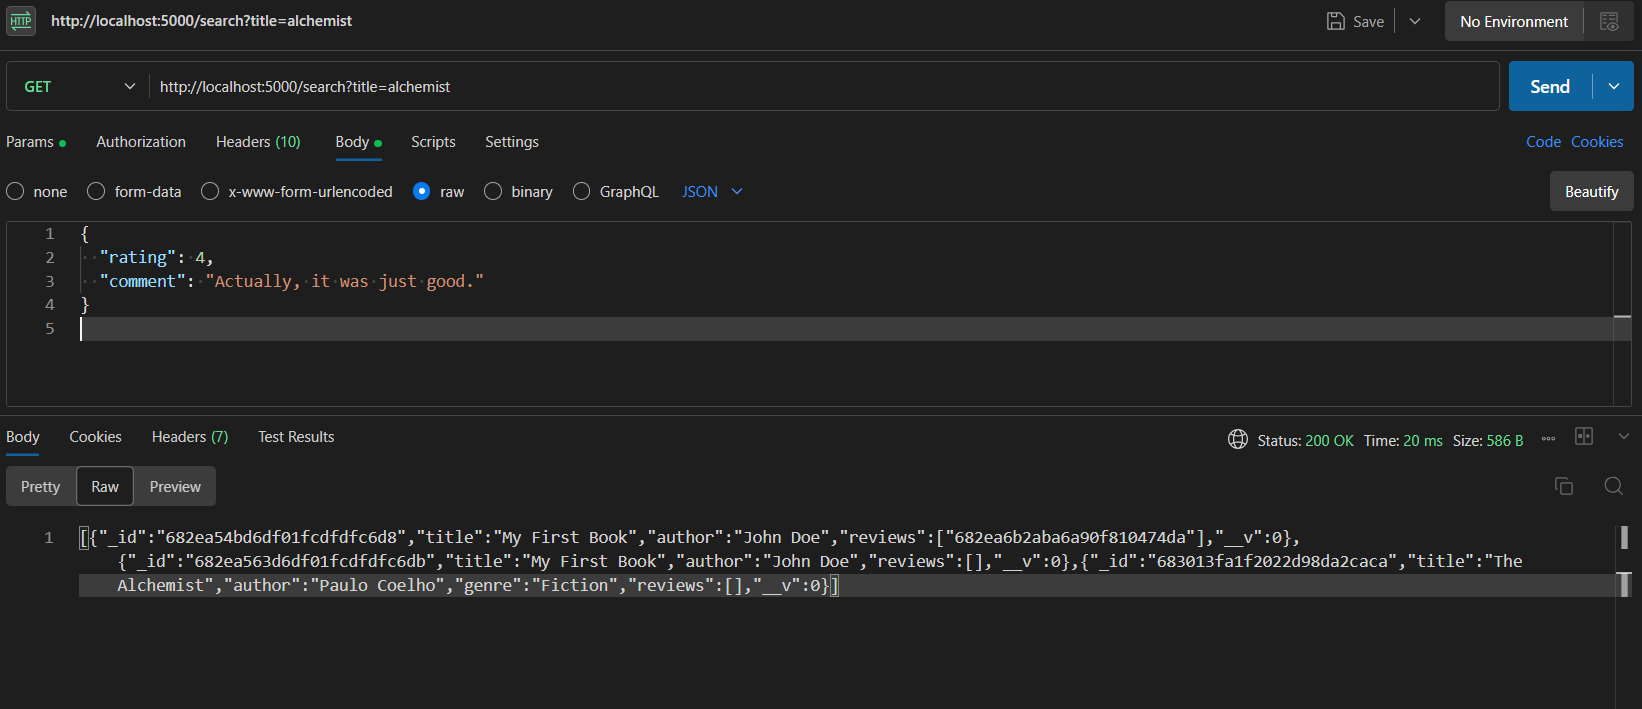 HTTP http://localhost:5000/search?title=alchemist Save No Environment
GET http://localhost:5000/search?title=alchemist Send
Params Authorization Headers (10) Body Scripts Settings Code Cookies
none form-data x-www-form-urlencoded raw binary GraphQL JSON Beautify
1 {
2 "rating": 4,
3 "comment": "Actually, it was just good."
4 }
5
Body Cookies Headers (7) Test Results Status: 200 OK Time: 20 ms Size: 586 B
Pretty Raw Preview
1 [{"_id":"682ea54bd6df01fcdfdfc6d8","title":"My First Book","author":"John Doe","reviews":["682ea6b2aba6a90f810474da"],"__v":0},
{"_id":"682ea563d6df01fcdfdfc6db","title":"My First Book","author":"John Doe","reviews":[],"__v":0},{"_id":"683013fa1f2022d98da2caca","title":"The
Alchemist","author":"Paulo Coelho","genre":"Fiction","reviews":[],"__v":0}]